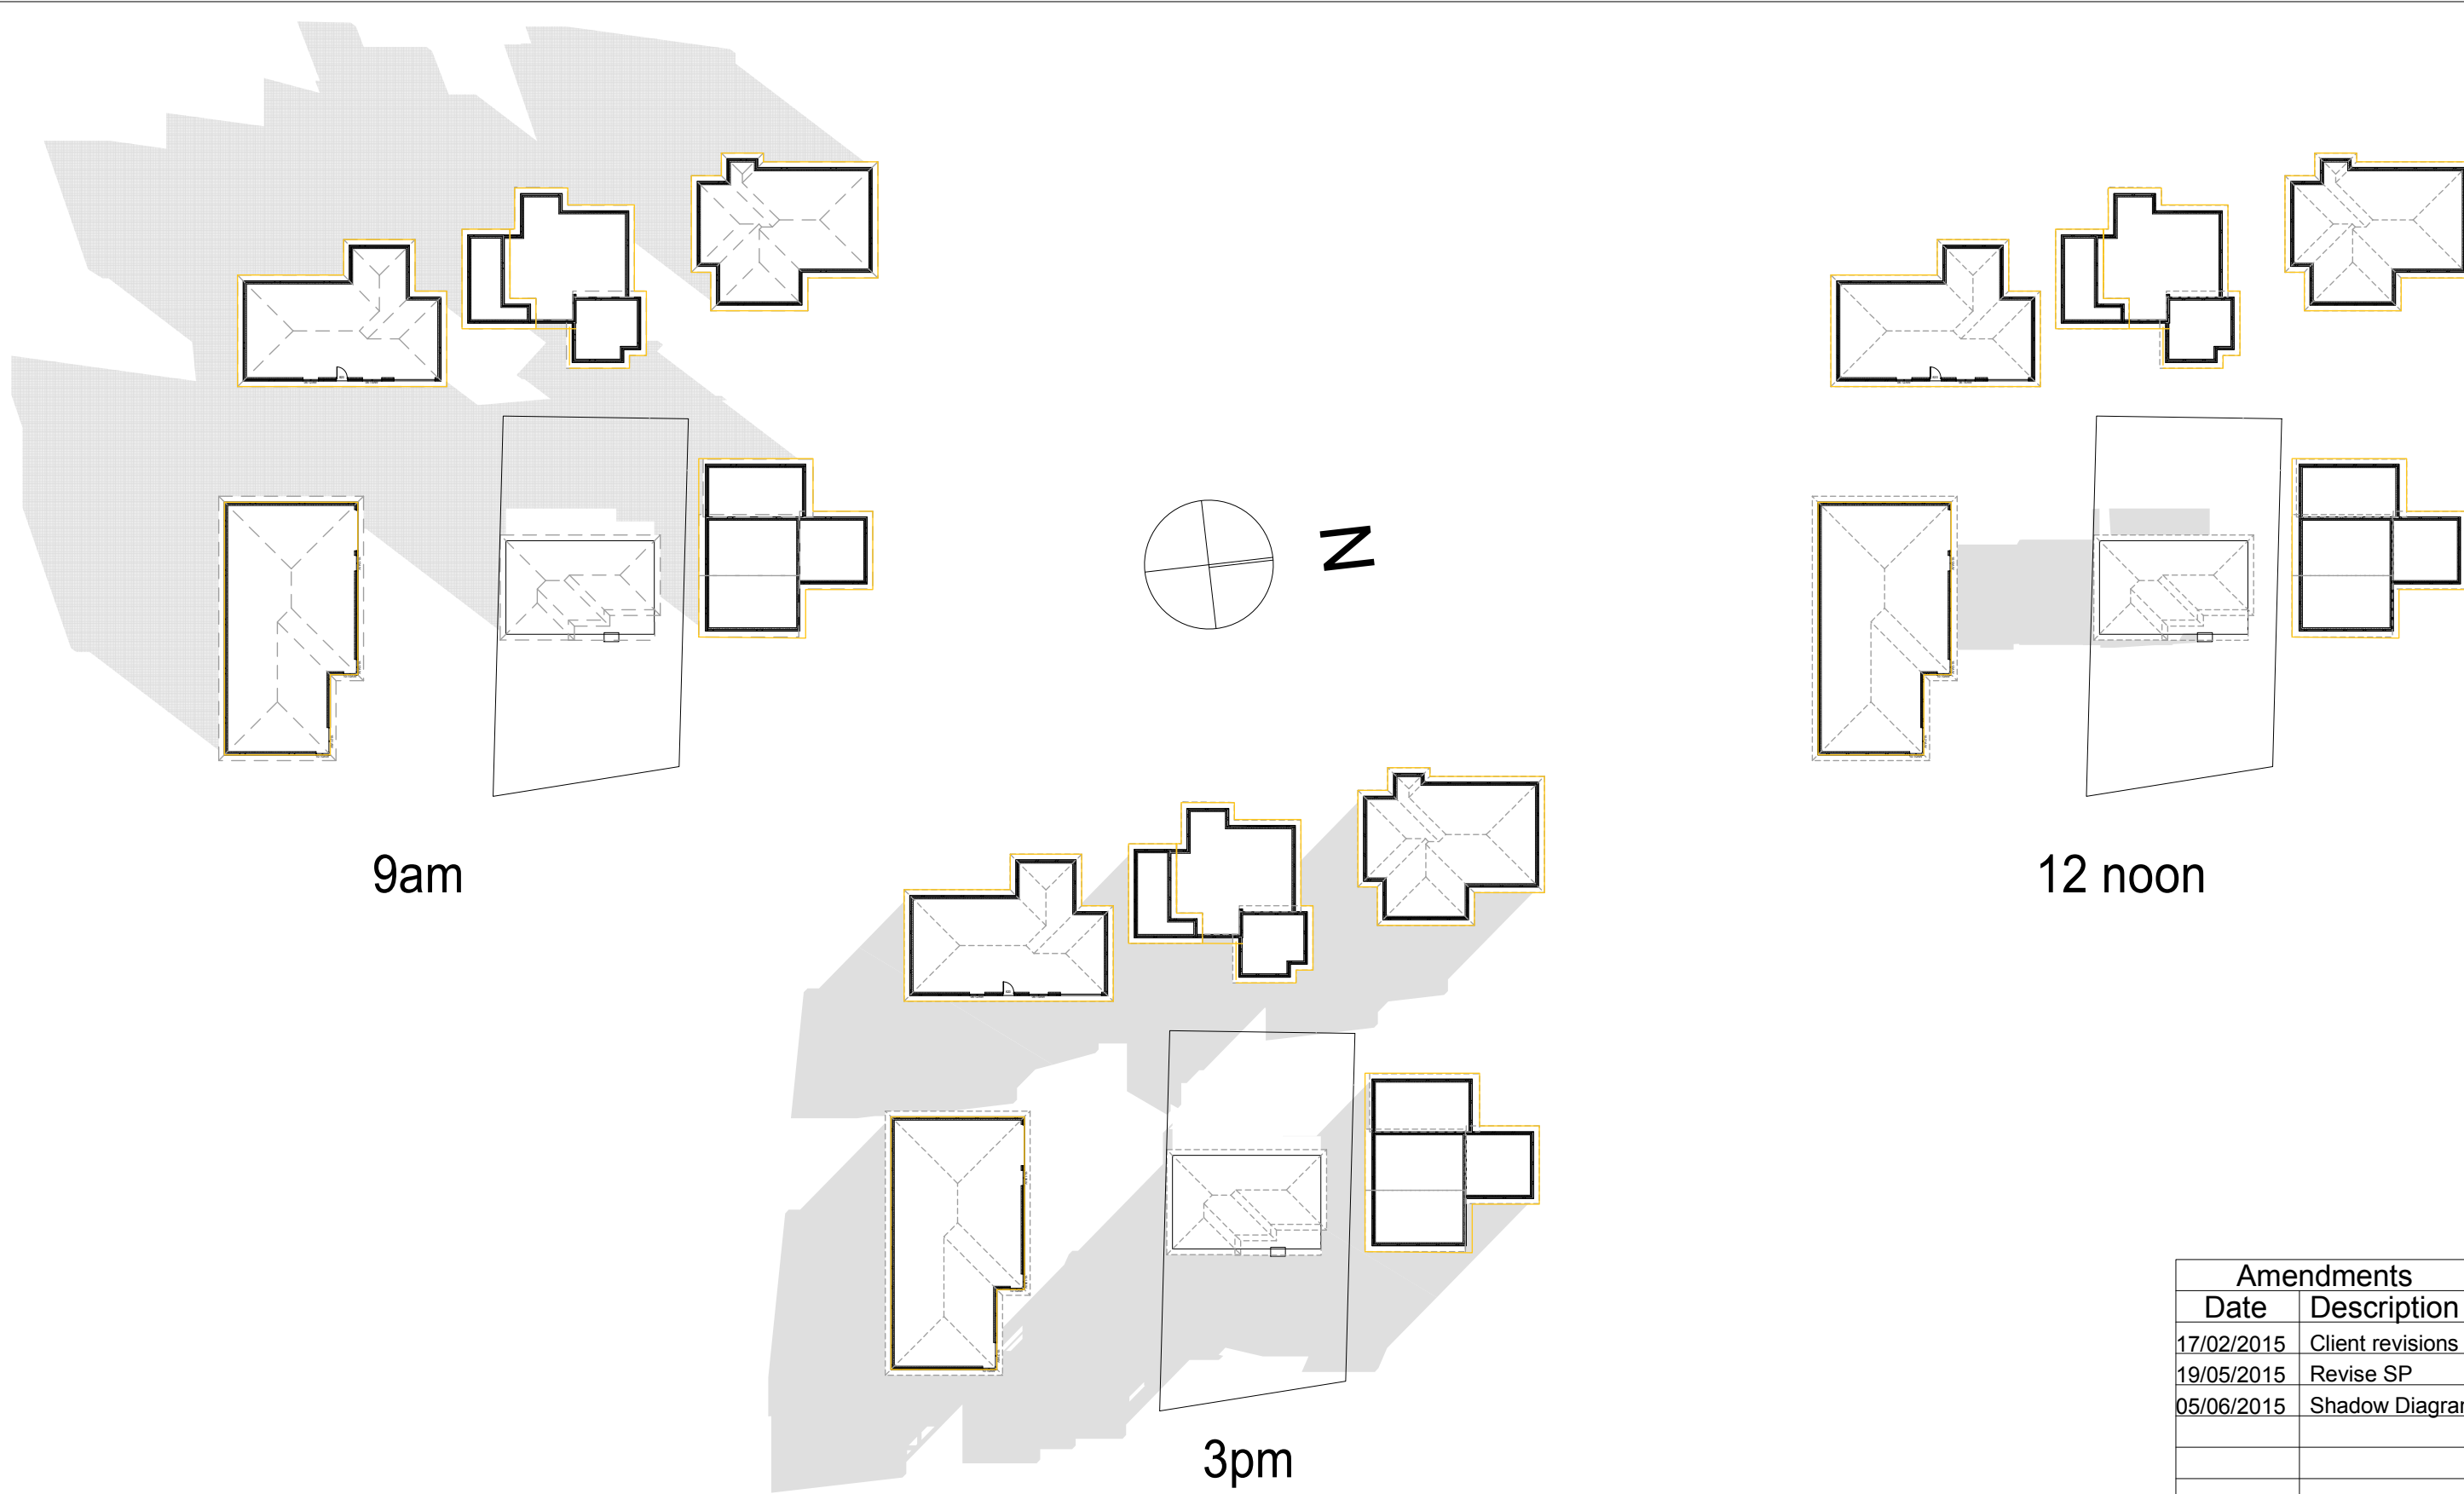 N
9am
12 noon
3pm
Amendments
Date Description
17/02/2015 Client revisions
19/05/2015 Revise SP
05/06/2015 Shadow